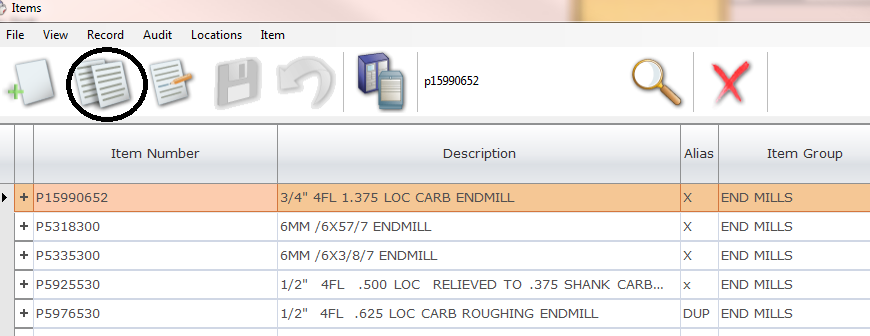 Items
File View Record Audit Locations Item
p15990652
Item Number Description Alias Item Group
P15990652 3/4" 4FL 1.375 LOC CARB ENDMILL X END MILLS
P5318300 6MM /6X57/7 ENDMILL X END MILLS
P5335300 6MM /6X3/8/7 ENDMILL X END MILLS
P5925530 1/2" 4FL .500 LOC RELIEVED TO .375 SHANK CARB... x END MILLS
P5976530 1/2" 4FL .625 LOC CARB ROUGHING ENDMILL DUP END MILLS